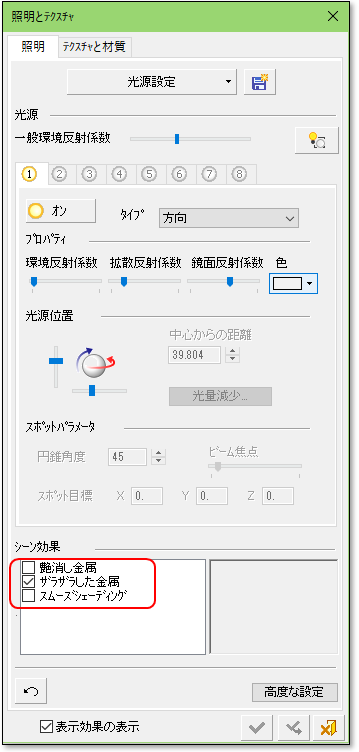 照明とテクスチャ
照明 テクスチャと材質
光源設定
光源
一般環境反射係数
1 2 3 4 5 6 7 8
オン タイプ 方向
プロパティ
環境反射係数 拡散反射係数 鏡面反射係数 色
光源位置
中心からの距離
39.804
光量減少...
スポットパラメータ
円錐角度 45 ビーム焦点
スポット目標 X 0. Y 0. Z 0.
シーン効果
艶消し金属
ザラザラした金属
スムーズシェーディング
高度な設定
表示効果の表示